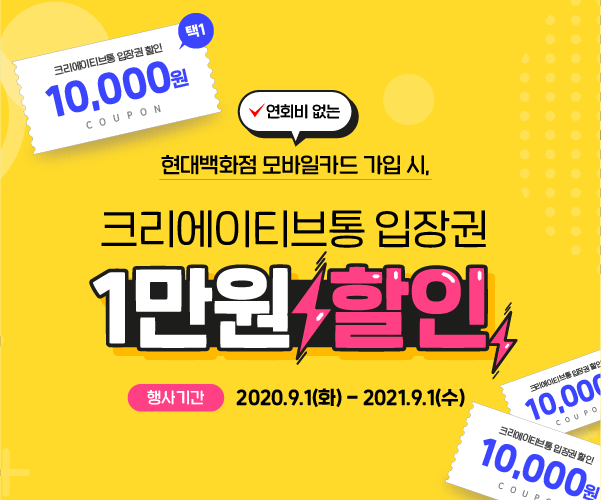 택1
크리에이티브통 입장권 할인
10,000원
COUPON
연회비 없는
현대백화점 모바일카드 가입 시,
크리에이티브통 입장권
1만원 할인
행사기간 2020.9.1(화) – 2021.9.1(수)
크리에이티브통 입장권 할인
10,000
COUPO
크리에이티브통 입장권 할인
10,000원
COUPO